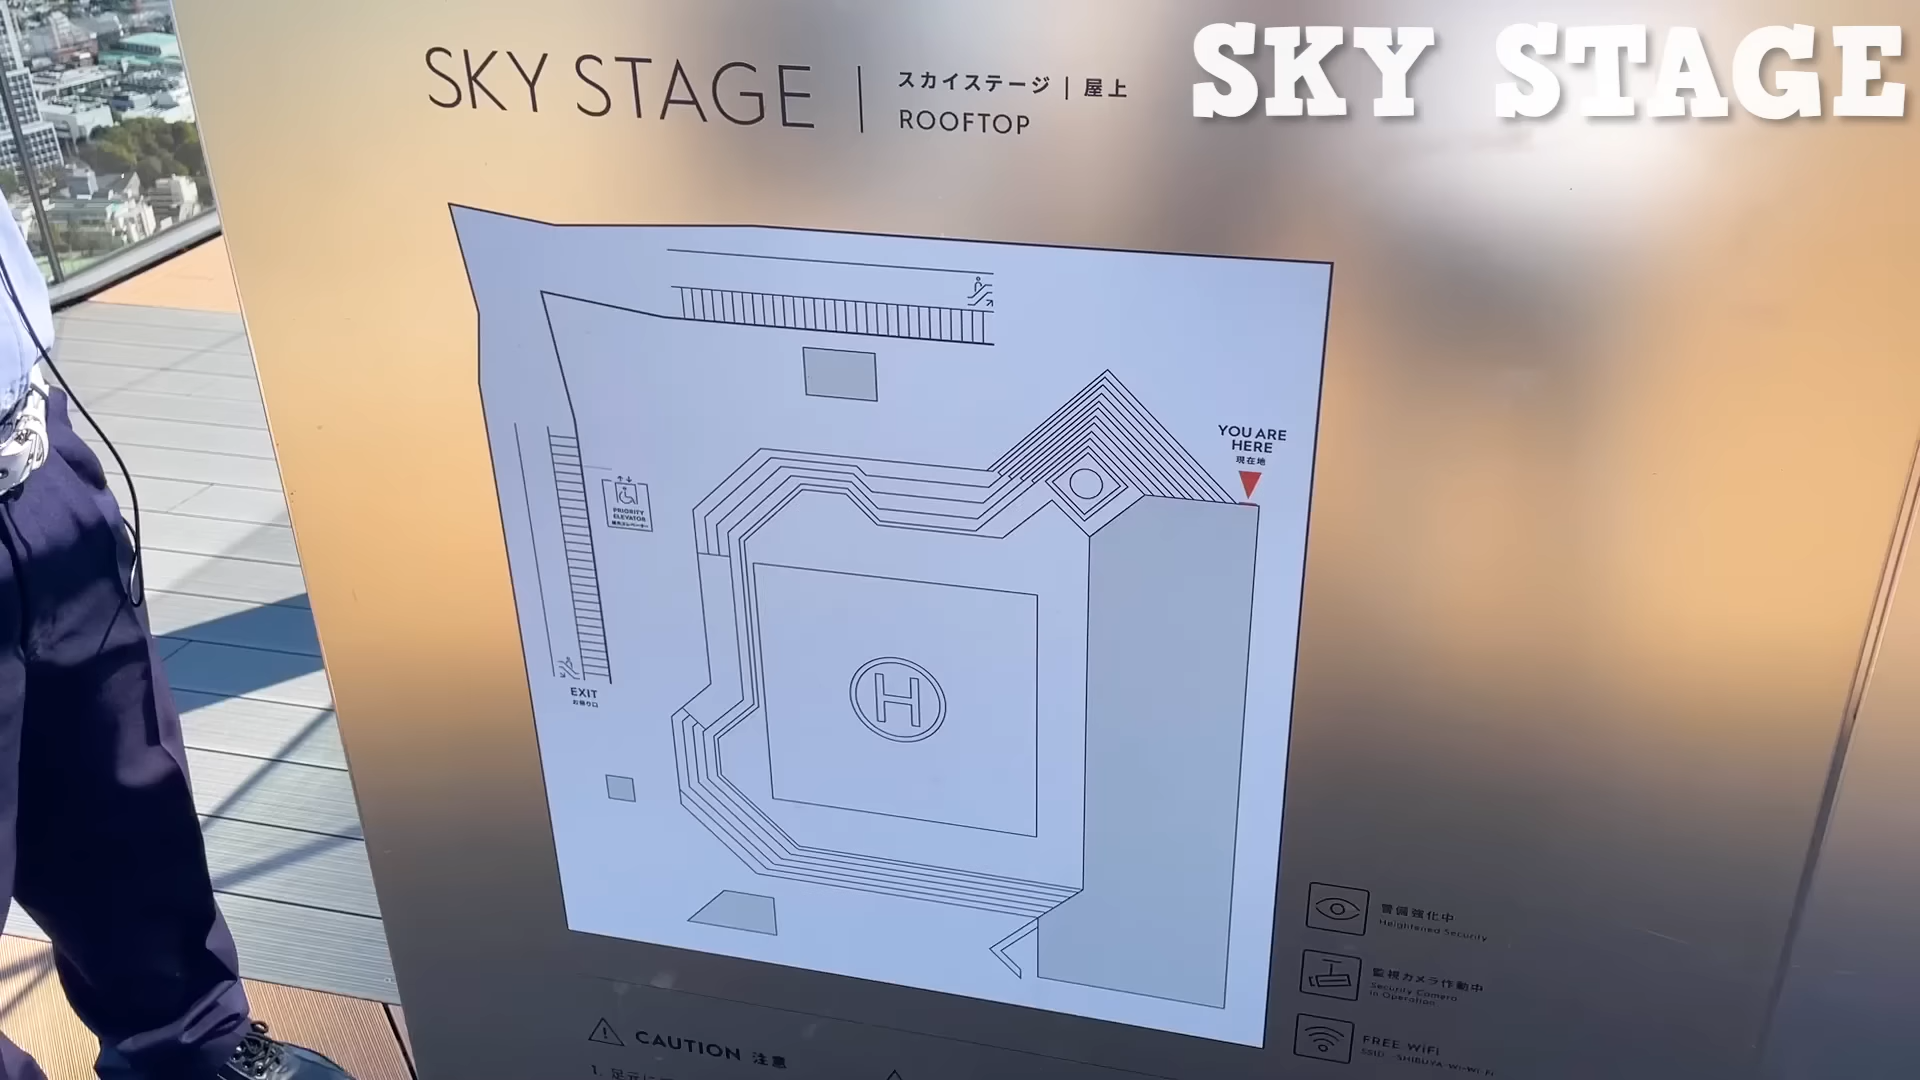 SKY STAGE
SKY STAGE
スカイステージ | 屋上
ROOFTOP
YOU ARE
HERE
現在地
PRIORITY
ELEVATOR
EXIT
お帰り口
H
警備強化中
Heightened Security
監視カメラ作動中
Security Camera
in Operation
FREE WiFi
CAUTION 注意